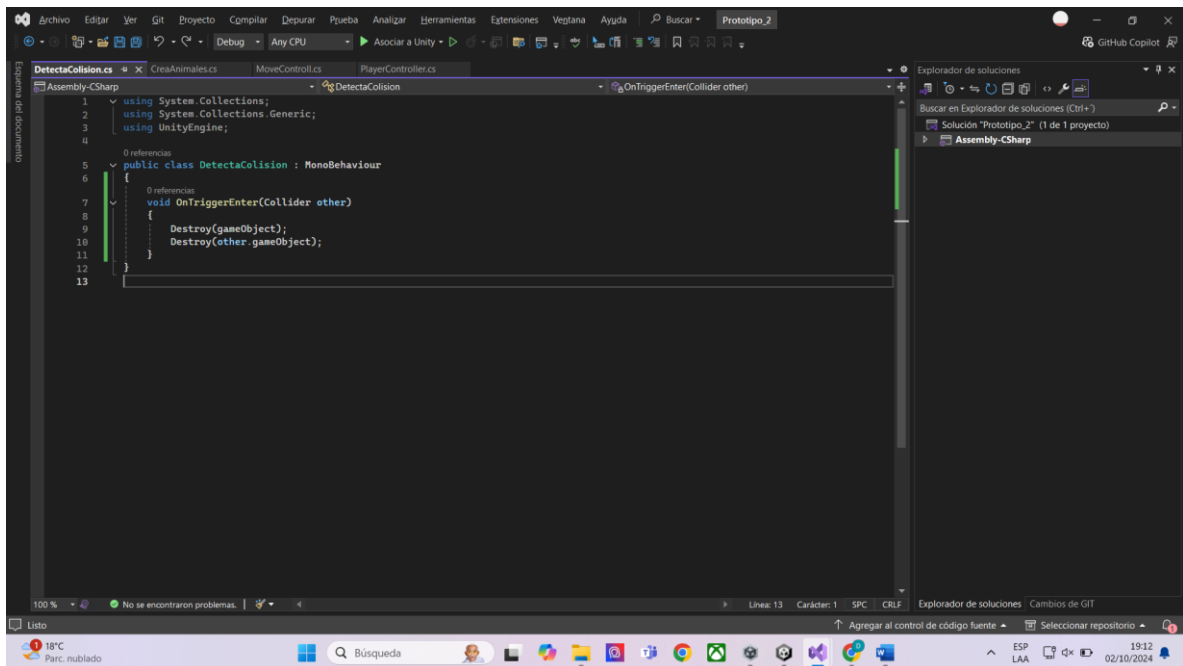 Archivo Editar Ver Git Proyecto Compilar Depurar Prueba Analizar Herramientas Extensiones Ventana Ayuda Buscar Prototipo_2
Debug Any CPU Asociar a Unity GitHub Copilot
Esquema del documento
DetectaColision.cs CreaAnimales.cs MoveControll.cs PlayerController.cs
Assembly-CSharp DetectaColision OnTriggerEnter(Collider other)
1 using System.Collections;
2 using System.Collections.Generic;
3 using UnityEngine;
4
0 referencias
5 public class DetectaColision : MonoBehaviour
6 {
0 referencias
7 void OnTriggerEnter(Collider other)
8 {
9 Destroy(gameObject);
10 Destroy(other.gameObject);
11 }
12 }
13
Explorador de soluciones
Buscar en Explorador de soluciones (Ctrl+´)
Solución "Prototipo_2" (1 de 1 proyecto)
Assembly-CSharp
100 % No se encontraron problemas. Línea: 13 Carácter: 1 SPC CRLF
Explorador de soluciones Cambios de GIT
Listo Agregar al control de código fuente Seleccionar repositorio
1 18°C
Parc. nublado
Búsqueda
ESP
LAA
19:12
02/10/2024